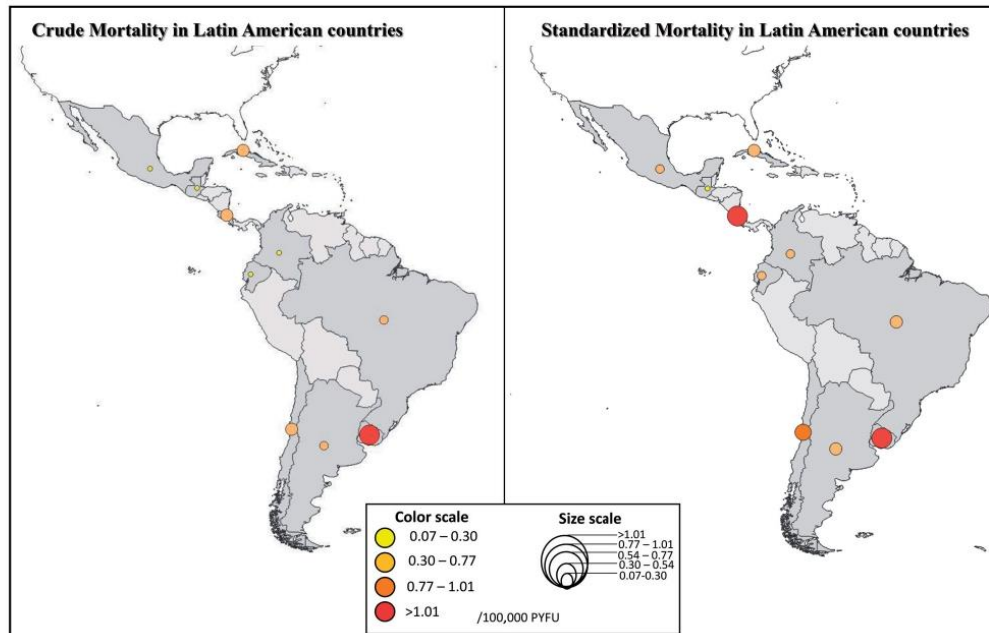 Crude Mortality in Latin American countries
Standardized Mortality in Latin American countries
Color scale
0.07 – 0.30
0.30 – 0.77
0.77 – 1.01
>1.01
Size scale
>1.01
0.77 – 1.01
0.54 – 0.77
0.30 – 0.54
0.07-0.30
/100,000 PYFU